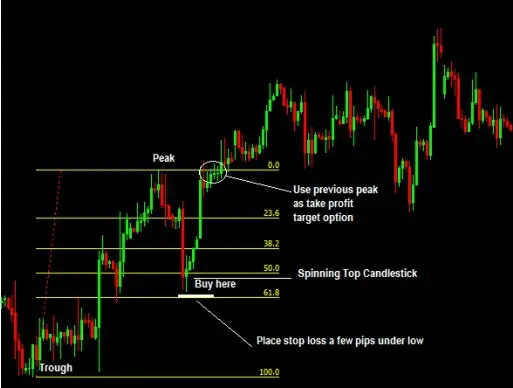 Peak
0.0
Use previous peak
as take profit
target option
23.6
38.2
50.0
Spinning Top Candlestick
Buy here
61.8
Place stop loss a few pips under low
Trough
100.0